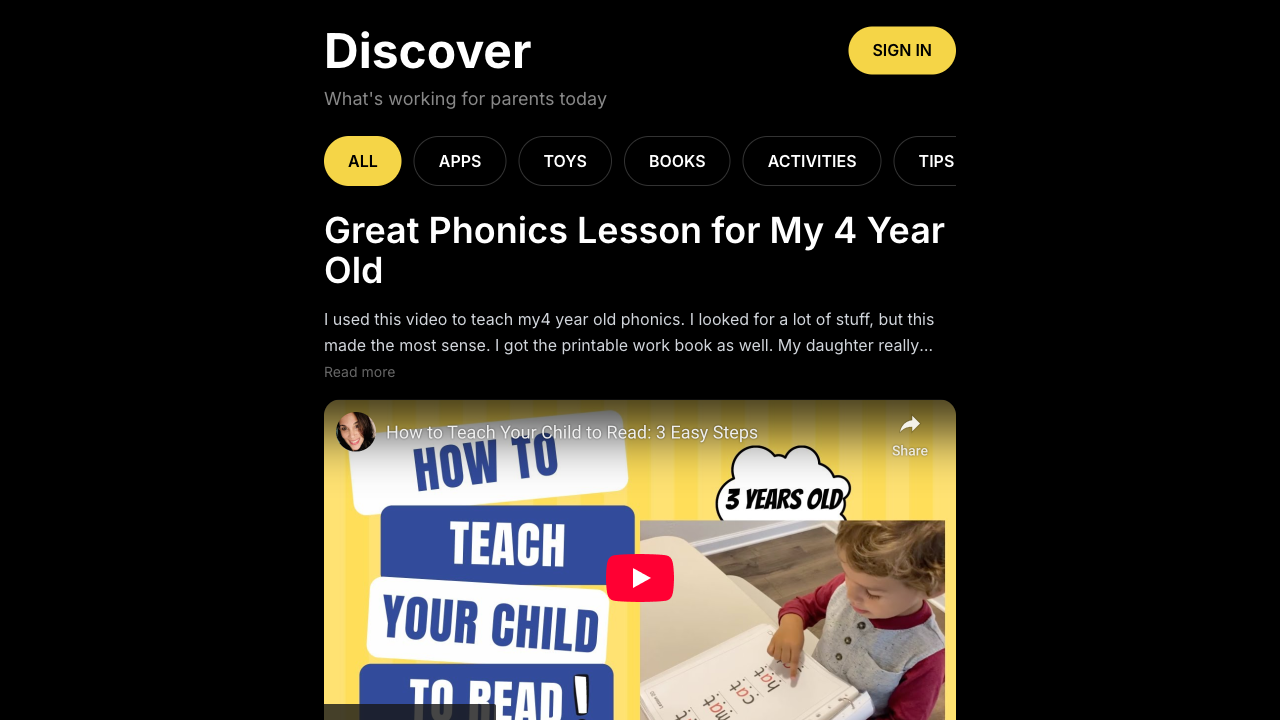 Discover
SIGN IN
What's working for parents today
ALL
APPS
TOYS
BOOKS
ACTIVITIES
TIPS
Great Phonics Lesson for My 4 Year
Old
I used this video to teach my4 year old phonics. I looked for a lot of stuff, but this
made the most sense. I got the printable work book as well. My daughter really...
Read more
How to Teach Your Child to Read: 3 Easy Steps
Share
HOW TO
TEACH
YOUR CHILD
TO READ!
3 YEARS OLD
hat
cat
mat